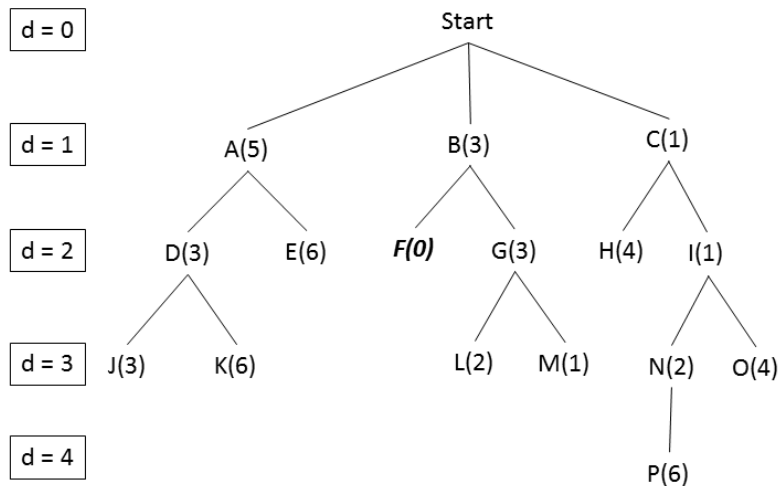 d = 0 Start
d = 1 A(5) B(3) C(1)
d = 2 D(3) E(6) F(0) G(3) H(4) I(1)
d = 3 J(3) K(6) L(2) M(1) N(2) O(4)
d = 4 P(6)